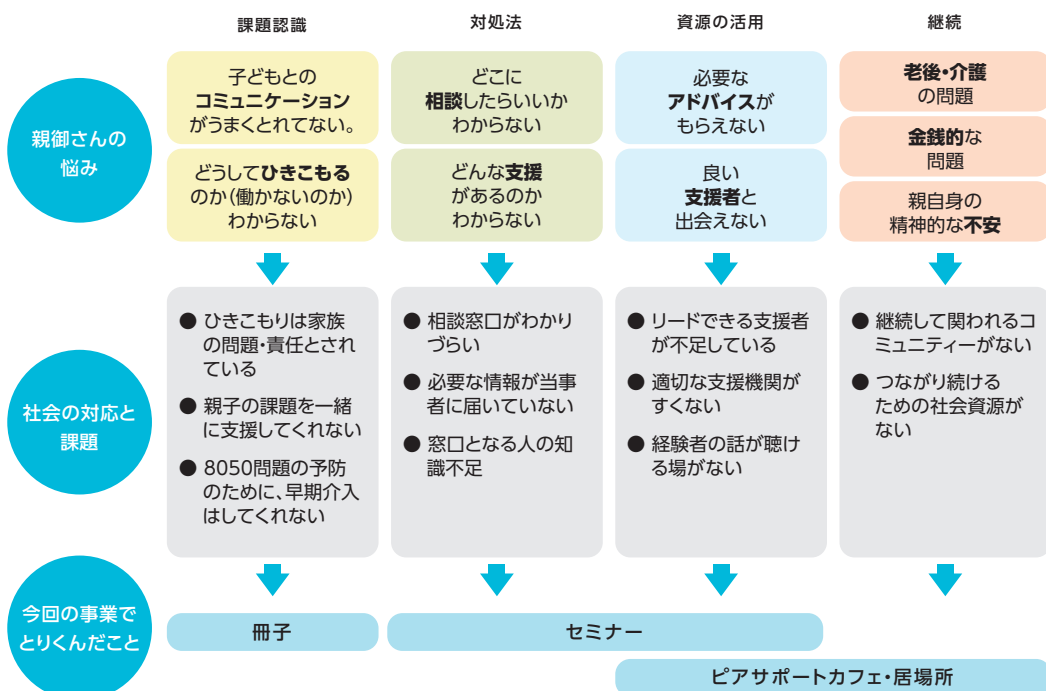 課題認識
対処法
資源の活用
継続
親御さんの
悩み
子どもとの
コミュニケーション
がうまくとれてない。
どうしてひきこもる
のか(働かないのか)
わからない
どこに
相談したらいいか
わからない
どんな支援
があるのか
わからない
必要な
アドバイスが
もらえない
良い
支援者と
出会えない
老後・介護
の問題
金銭的な
問題
親自身の
精神的な不安
社会の対応と
課題
● ひきこもりは家族
の問題・責任とされ
ている
● 親子の課題を一緒
に支援してくれない
● 8050問題の予防
のために、早期介入
はしてくれない
● 相談窓口がわかり
づらい
● 必要な情報が当事
者に届いていない
● 窓口となる人の知
識不足
● リードできる支援者
が不足している
● 適切な支援機関が
すくない
● 経験者の話が聴け
る場がない
● 継続して関われるコ
ミュニティーがない
● つながり続ける
ための社会資源が
ない
今回の事業で
とりくんだこと
冊子
セミナー
ピアサポートカフェ・居場所